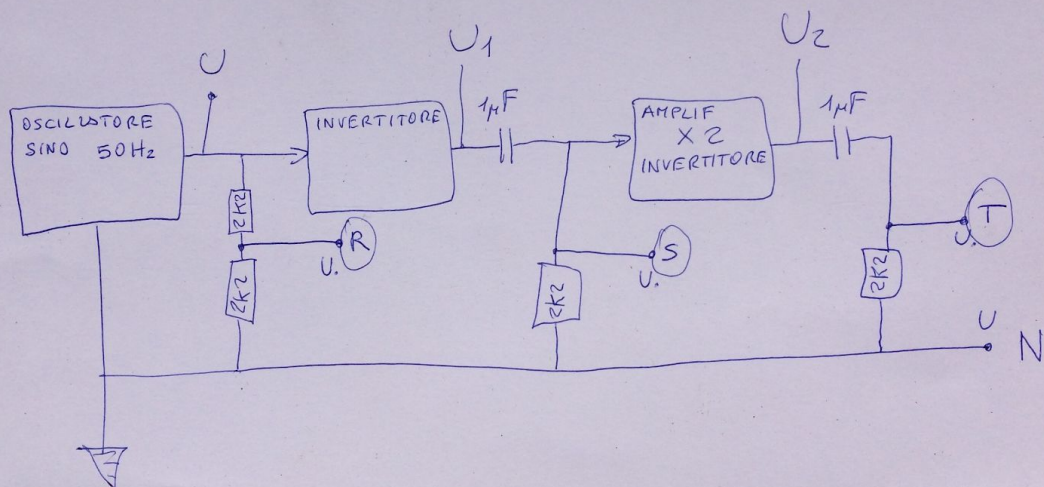 U
U1
U2
OSCILLATORE
SINO 50Hz
INVERTITORE
1µF
AMPLIF
X 2
INVERTITORE
1µF
2K2
R
U.
2K2
S
U.
2K2
T
U.
2K2
U
N